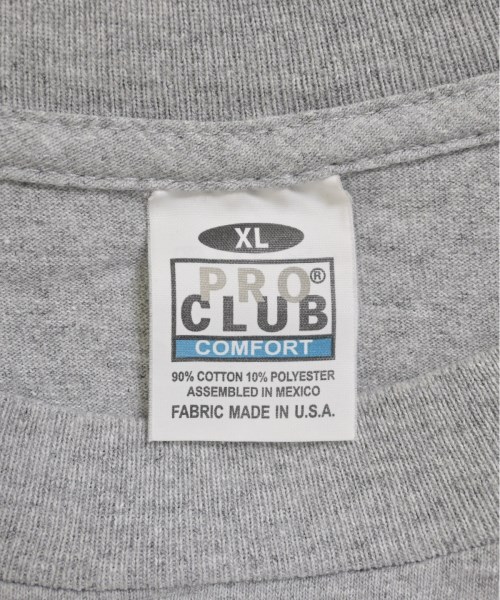 XL
PRO®
CLUB
COMFORT
90% COTTON 10% POLYESTER
ASSEMBLED IN MEXICO
FABRIC MADE IN U.S.A.